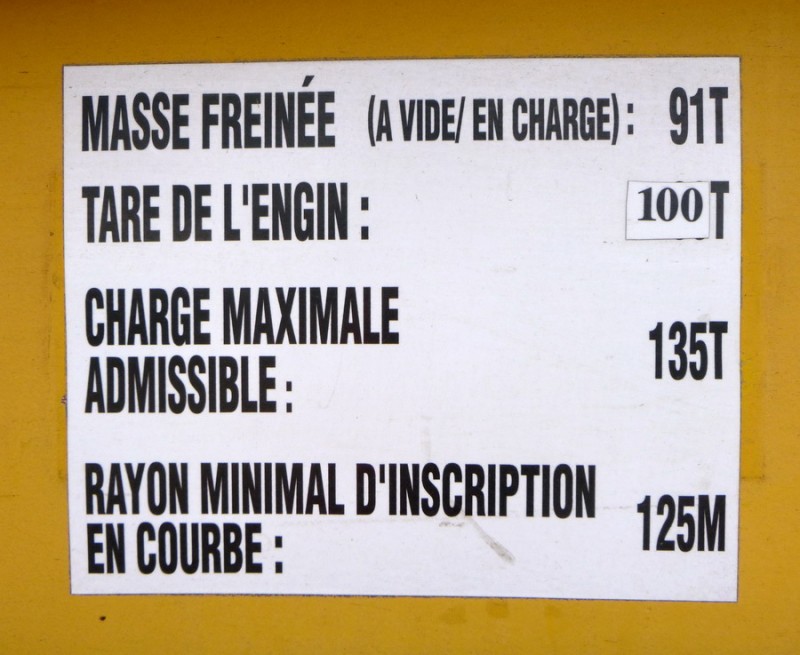 MASSE FREINÉE (A VIDE/ EN CHARGE) : 91T
TARE DE L'ENGIN : 100T
CHARGE MAXIMALE
ADMISSIBLE : 135T
RAYON MINIMAL D'INSCRIPTION
EN COURBE : 125M